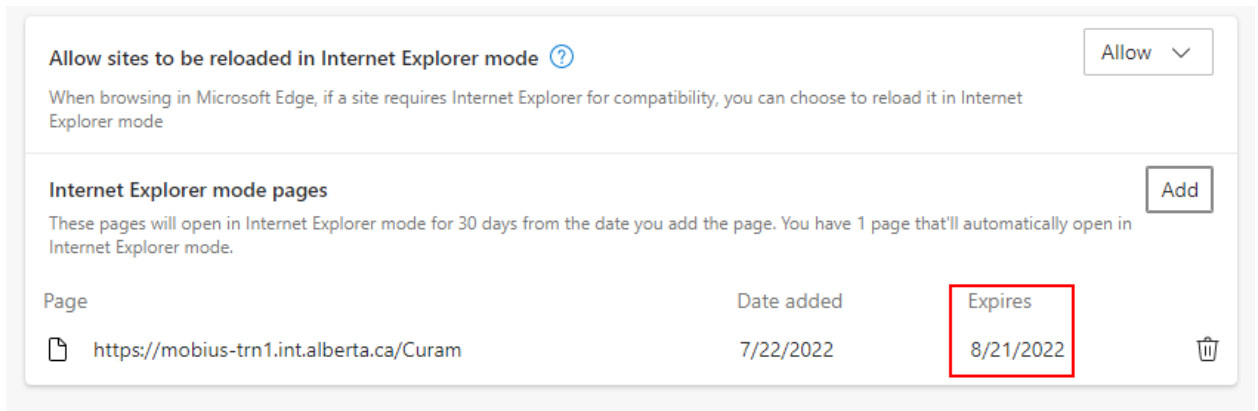 Allow sites to be reloaded in Internet Explorer mode ?
Allow
When browsing in Microsoft Edge, if a site requires Internet Explorer for compatibility, you can choose to reload it in Internet
Explorer mode
Internet Explorer mode pages
Add
These pages will open in Internet Explorer mode for 30 days from the date you add the page. You have 1 page that'll automatically open in
Internet Explorer mode.
Page Date added Expires
https://mobius-trn1.int.alberta.ca/Curam 7/22/2022 8/21/2022